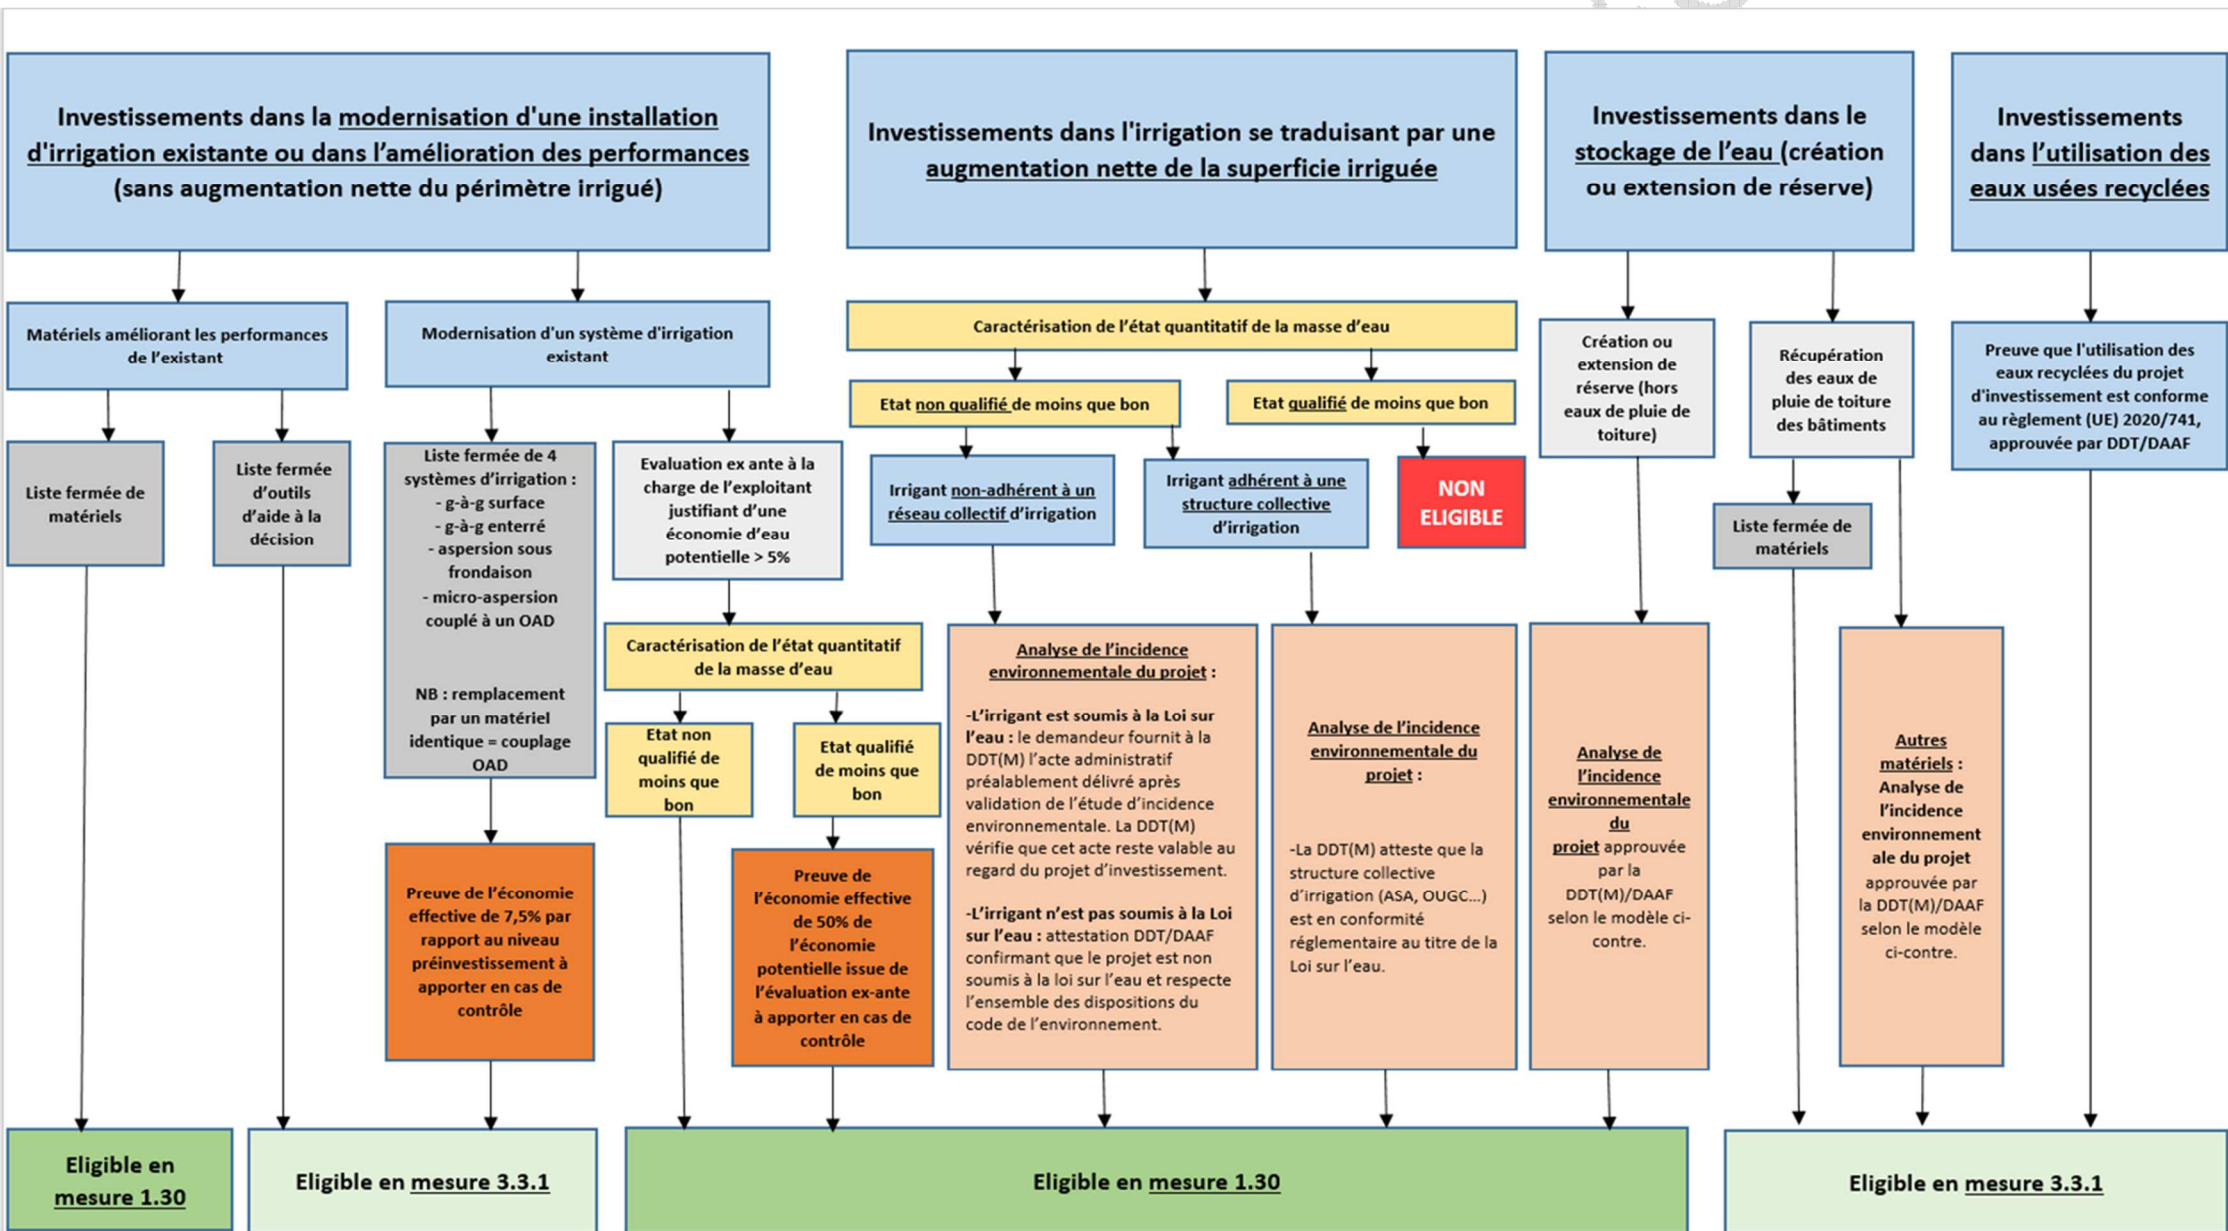 Investissements dans la modernisation d'une installation
d'irrigation existante ou dans l’amélioration des performances
(sans augmentation nette du périmètre irrigué)
Investissements dans l'irrigation se traduisant par une
augmentation nette de la superficie irriguée
Investissements dans le
stockage de l’eau (création
ou extension de réserve)
Investissements
dans l’utilisation des
eaux usées recyclées
Matériels améliorant les performances
de l’existant
Modernisation d'un système d'irrigation
existant
Caractérisation de l’état quantitatif de la masse d’eau
Etat non qualifié de moins que bon
Etat qualifié de moins que bon
Création ou
extension de
réserve (hors
eaux de pluie de
toiture)
Récupération
des eaux de
pluie de toiture
des bâtiments
Preuve que l'utilisation des
eaux recyclées du projet
d'investissement est conforme
au règlement (UE) 2020/741,
approuvée par DDT/DAAF
Liste fermée de
matériels
Liste fermée
d’outils
d’aide à la
décision
Liste fermée de 4
systèmes d’irrigation :
- g-à-g surface
- g-à-g enterré
- aspersion sous
frondaison
- micro-aspersion
couplé à un OAD
NB : remplacement
par un matériel
identique = couplage
OAD
Evaluation ex ante à la
charge de l’exploitant
justifiant d’une
économie d’eau
potentielle > 5%
Irrigant non-adhérent à un
réseau collectif d’irrigation
Irrigant adhérent à une
structure collective
d’irrigation
NON
ELIGIBLE
Liste fermée de
matériels
Caractérisation de l’état quantitatif
de la masse d’eau
Etat non
qualifié de
moins que
bon
Etat qualifié
de moins que
bon
Preuve de l’économie
effective de 7,5% par
rapport au niveau
préinvestissement à
apporter en cas de
contrôle
Preuve de
l’économie effective
de 50% de
l’économie
potentielle issue de
l’évaluation ex-ante
à apporter en cas de
contrôle
Analyse de l’incidence
environnementale du projet :
-L’irrigant est soumis à la Loi sur
l’eau : le demandeur fournit à la
DDT(M) l’acte administratif
préalablement délivré après
validation de l’étude d’incidence
environnementale. La DDT(M)
vérifie que cet acte reste valable au
regard du projet d’investissement.
-L’irrigant n’est pas soumis à la Loi
sur l’eau : attestation DDT/DAAF
confirmant que le projet est non
soumis à la loi sur l’eau et respecte
l’ensemble des dispositions du
code de l’environnement.
Analyse de l’incidence
environnementale du
projet :
-La DDT(M) atteste que la
structure collective
d’irrigation (ASA, OUGC…)
est en conformité
réglementaire au titre de la
Loi sur l’eau.
Analyse de
l’incidence
environnementale
du
projet approuvée
par la
DDT(M)/DAAF
selon le modèle ci-
contre.
Autres
matériels :
Analyse de
l’incidence
environnement
ale du projet
approuvée par
la DDT(M)/DAAF
selon le modèle
ci-contre.
Eligible en
mesure 1.30
Eligible en mesure 3.3.1
Eligible en mesure 1.30
Eligible en mesure 3.3.1